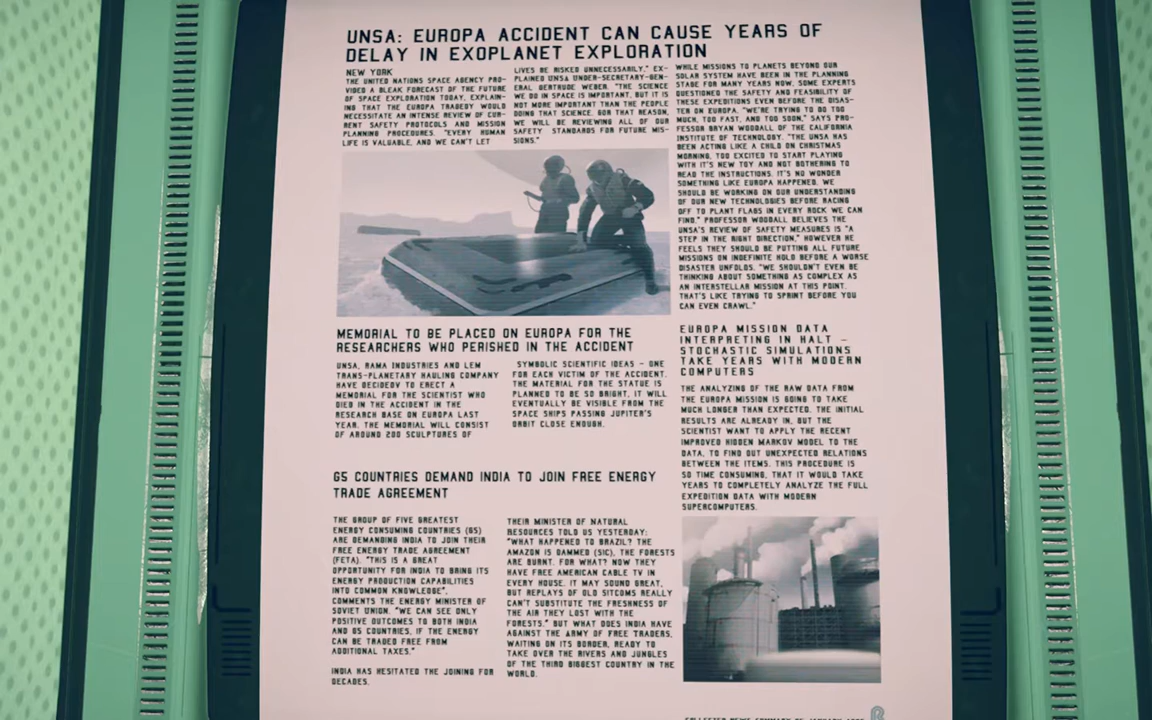 UNSA: EUROPA ACCIDENT CAN CAUSE YEARS OF
DELAY IN EXOPLANET EXPLORATION
NEW YORK
THE UNITED NATIONS SPACE AGENCY PRO-
VIDED A BLEAK FORECAST OF THE FUTURE
OF SPACE EXPLORATION TODAY, EXPLAIN-
ING THAT THE EUROPA TRAGEDY WOULD
NECESSITATE AN INTENSE REVIEW OF CUR-
RENT SAFETY PROTOCOLS AND MISSION
PLANNING PROCEDURES. "EVERY HUMAN
LIFE IS VALUABLE, AND WE CAN'T LET
LIVES BE RISKED UNNECESSARILY," EX-
PLAINED UNSA UNDER-SECRETARY-GEN-
ERAL GERTRUDE WEBER. "THE SCIENCE
WE DO IN SPACE IS IMPORTANT, BUT IT IS
NOT MORE IMPORTANT THAN THE PEOPLE
DOING THAT SCIENCE. FOR THAT REASON,
WE WILL BE REVIEWING ALL OF OUR
SAFETY STANDARDS FOR FUTURE MIS-
SIONS."
WHILE MISSIONS TO PLANETS BEYOND OUR
SOLAR SYSTEM HAVE BEEN IN THE PLANNING
STAGE FOR MANY YEARS NOW, SOME EXPERTS
QUESTIONED THE SAFETY AND FEASIBILITY OF
THESE EXPEDITIONS EVEN BEFORE THE DISAS-
TER ON EUROPA. "WE'RE TRYING TO DO TOO
MUCH, TOO FAST, AND TOO SOON," SAYS PRO-
FESSOR BRYAN WOODALL OF THE CALIFORNIA
INSTITUTE OF TECHNOLOGY. "THE UNSA HAS
BEEN ACTING LIKE A CHILD ON CHRISTMAS
MORNING, TOO EXCITED TO START PLAYING
WITH IT'S NEW TOY AND NOT BOTHERING TO
READ THE INSTRUCTIONS. IT'S NO WONDER
SOMETHING LIKE EUROPA HAPPENED. WE
SHOULD BE WORKING ON OUR UNDERSTANDING
OF OUR NEW TECHNOLOGIES BEFORE RACING
OFF TO PLANT FLAGS IN EVERY ROCK WE CAN
FIND." PROFESSOR WOODALL BELIEVES THE
UNSA'S REVIEW OF SAFETY MEASURES IS "A
STEP IN THE RIGHT DIRECTION," HOWEVER HE
FEELS THEY SHOULD BE PUTTING ALL FUTURE
MISSIONS ON INDEFINITE HOLD BEFORE A WORSE
DISASTER UNFOLDS. "WE SHOULDN'T EVEN BE
THINKING ABOUT SOMETHING AS COMPLEX AS
AN INTERSTELLAR MISSION AT THIS POINT.
THAT'S LIKE TRYING TO SPRINT BEFORE YOU
CAN EVEN CRAWL."
MEMORIAL TO BE PLACED ON EUROPA FOR THE
RESEARCHERS WHO PERISHED IN THE ACCIDENT
UNSA, RAMA INDUSTRIES AND LEM
TRANS-PLANETARY HAULING COMPANY
HAVE DECIDEDV TO ERECT A
MEMORIAL FOR THE SCIENTIST WHO
DIED IN THE ACCIDENT IN THE
RESEARCH BASE ON EUROPA LAST
YEAR. THE MEMORIAL WILL CONSIST
OF AROUND 200 SCULPTURES OF
SYMBOLIC SCIENTIFIC IDEAS - ONE
FOR EACH VICTIM OF THE ACCIDENT.
THE MATERIAL FOR THE STATUE IS
PLANNED TO BE SO BRIGHT, IT WILL
EVENTUALLY BE VISIBLE FROM THE
SPACE SHIPS PASSING JUPITER'S
ORBIT CLOSE ENOUGH.
EUROPA MISSION DATA
INTERPRETING IN HALT -
STOCHASTIC SIMULATIONS
TAKE YEARS WITH MODERN
COMPUTERS
THE ANALYZING OF THE RAW DATA FROM
THE EUROPA MISSION IS GOING TO TAKE
MUCH LONGER THAN EXPECTED. THE INITIAL
RESULTS ARE ALREADY IN, BUT THE
SCIENTIST WANT TO APPLY THE RECENT
IMPROVED HIDDEN MARKOV MODEL TO THE
DATA, TO FIND OUT UNEXPECTED RELATIONS
BETWEEN THE ITEMS. THIS PROCEDURE IS
SO TIME CONSUMING, THAT IT WOULD TAKE
YEARS TO COMPLETELY ANALYZE THE FULL
EXPEDITION DATA WITH MODERN
SUPERCOMPUTERS.
G5 COUNTRIES DEMAND INDIA TO JOIN FREE ENERGY
TRADE AGREEMENT
THE GROUP OF FIVE GREATEST
ENERGY CONSUMING COUNTRIES (G5)
ARE DEMANDING INDIA TO JOIN THEIR
FREE ENERGY TRADE AGREEMENT
(FETA). "THIS IS A GREAT
OPPORTUNITY FOR INDIA TO BRING ITS
ENERGY PRODUCTION CAPABILITIES
INTO COMMON KNOWLEDGE",
COMMENTS THE ENERGY MINISTER OF
SOVIET UNION. "WE CAN SEE ONLY
POSITIVE OUTCOMES TO BOTH INDIA
AND G5 COUNTRIES, IF THE ENERGY
CAN BE TRADED FREE FROM
ADDITIONAL TAXES."
INDIA HAS HESITATED THE JOINING FOR
DECADES.
THEIR MINISTER OF NATURAL
RESOURCES TOLD US YESTERDAY:
"WHAT HAPPENED TO BRAZIL? THE
AMAZON IS DAMMED (SIC), THE FORESTS
ARE BURNT. FOR WHAT? NOW THEY
HAVE FREE AMERICAN CABLE TV IN
EVERY HOUSE. IT MAY SOUND GREAT,
BUT REPLAYS OF OLD SITCOMS REALLY
CAN'T SUBSTITUTE THE FRESHNESS OF
THE AIR THEY LOST WITH THE
FORESTS." BUT WHAT DOES INDIA HAVE
AGAINST THE ARMY OF FREE TRADERS,
WAITING ON ITS BORDER, READY TO
TAKE OVER THE RIVERS AND JUNGLES
OF THE THIRD BIGGEST COUNTRY IN THE
WORLD.
COLLECTED NEWS SUMMARY OF JANUARY